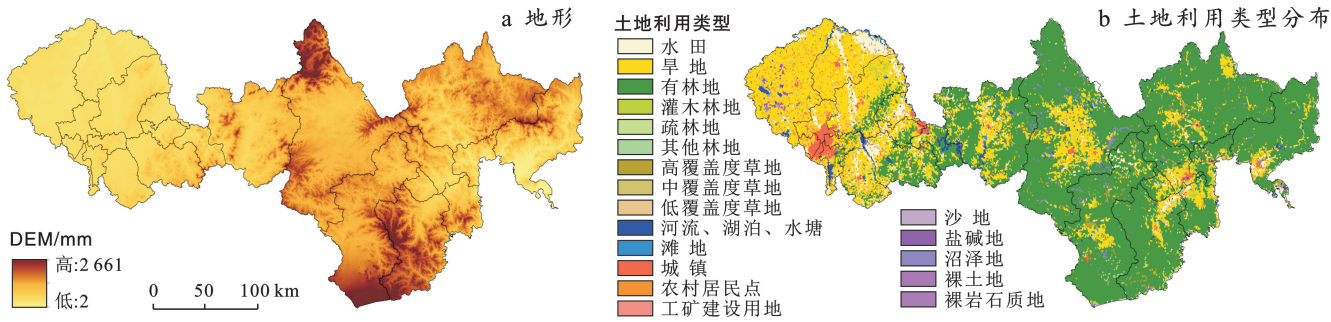 a 地形
DEM/mm
高:2 661
低:2
0 50 100 km
土地利用类型
水 田
旱 地
有林地
灌木林地
疏林地
其他林地
高覆盖度草地
中覆盖度草地
低覆盖度草地
河流、湖泊、水塘
滩 地
城 镇
农村居民点
工矿建设用地
b 土地利用类型分布
沙 地
盐碱地
沼泽地
裸土地
裸岩石质地